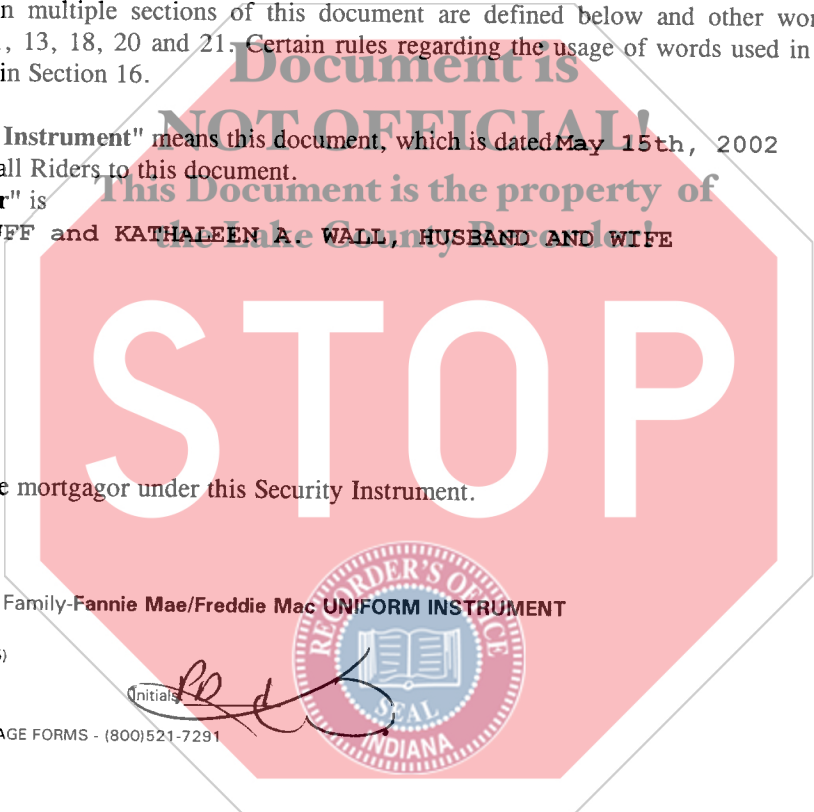 n multiple sections of this document are defined below and other wor
, 13, 18, 20 and 21. Certain rules regarding the usage of words used in
in Section 16.
Document is
NOT OFFICIAL!
Instrument" means this document, which is dated May 15th, 2002
all Riders to this document.
This Document is the property of
r" is
the Lake County Recorder!
FF and KATHALEEN A. WALL, HUSBAND AND WIFE
STOP
e mortgagor under this Security Instrument.
Family-Fannie Mae/Freddie Mac UNIFORM INSTRUMENT
Initials:
AGE FORMS - (800)521-7291
RECORDER'S OFFICE
SEAL
INDIANA